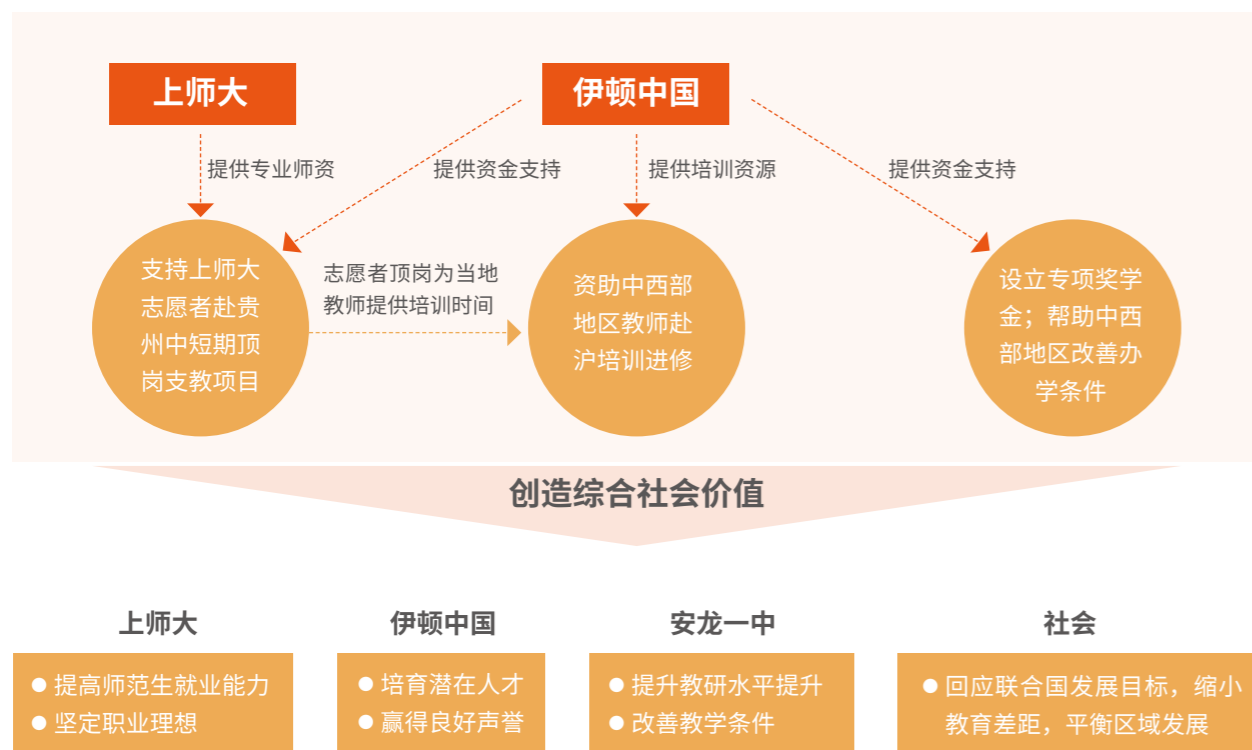 上师大
伊顿中国
提供专业师资
提供资金支持
提供培训资源
提供资金支持
支持上师大
志愿者赴贵
州中短期顶
岗支教项目
志愿者顶岗为当地
教师提供培训时间
资助中西部
地区教师赴
沪培训进修
设立专项奖学
金；帮助中西
部地区改善办
学条件
创造综合社会价值
上师大
● 提高师范生就业能力
● 坚定职业理想
伊顿中国
● 培育潜在人才
● 赢得良好声誉
安龙一中
● 提升教研水平提升
● 改善教学条件
社会
● 回应联合国发展目标，缩小
教育差距，平衡区域发展